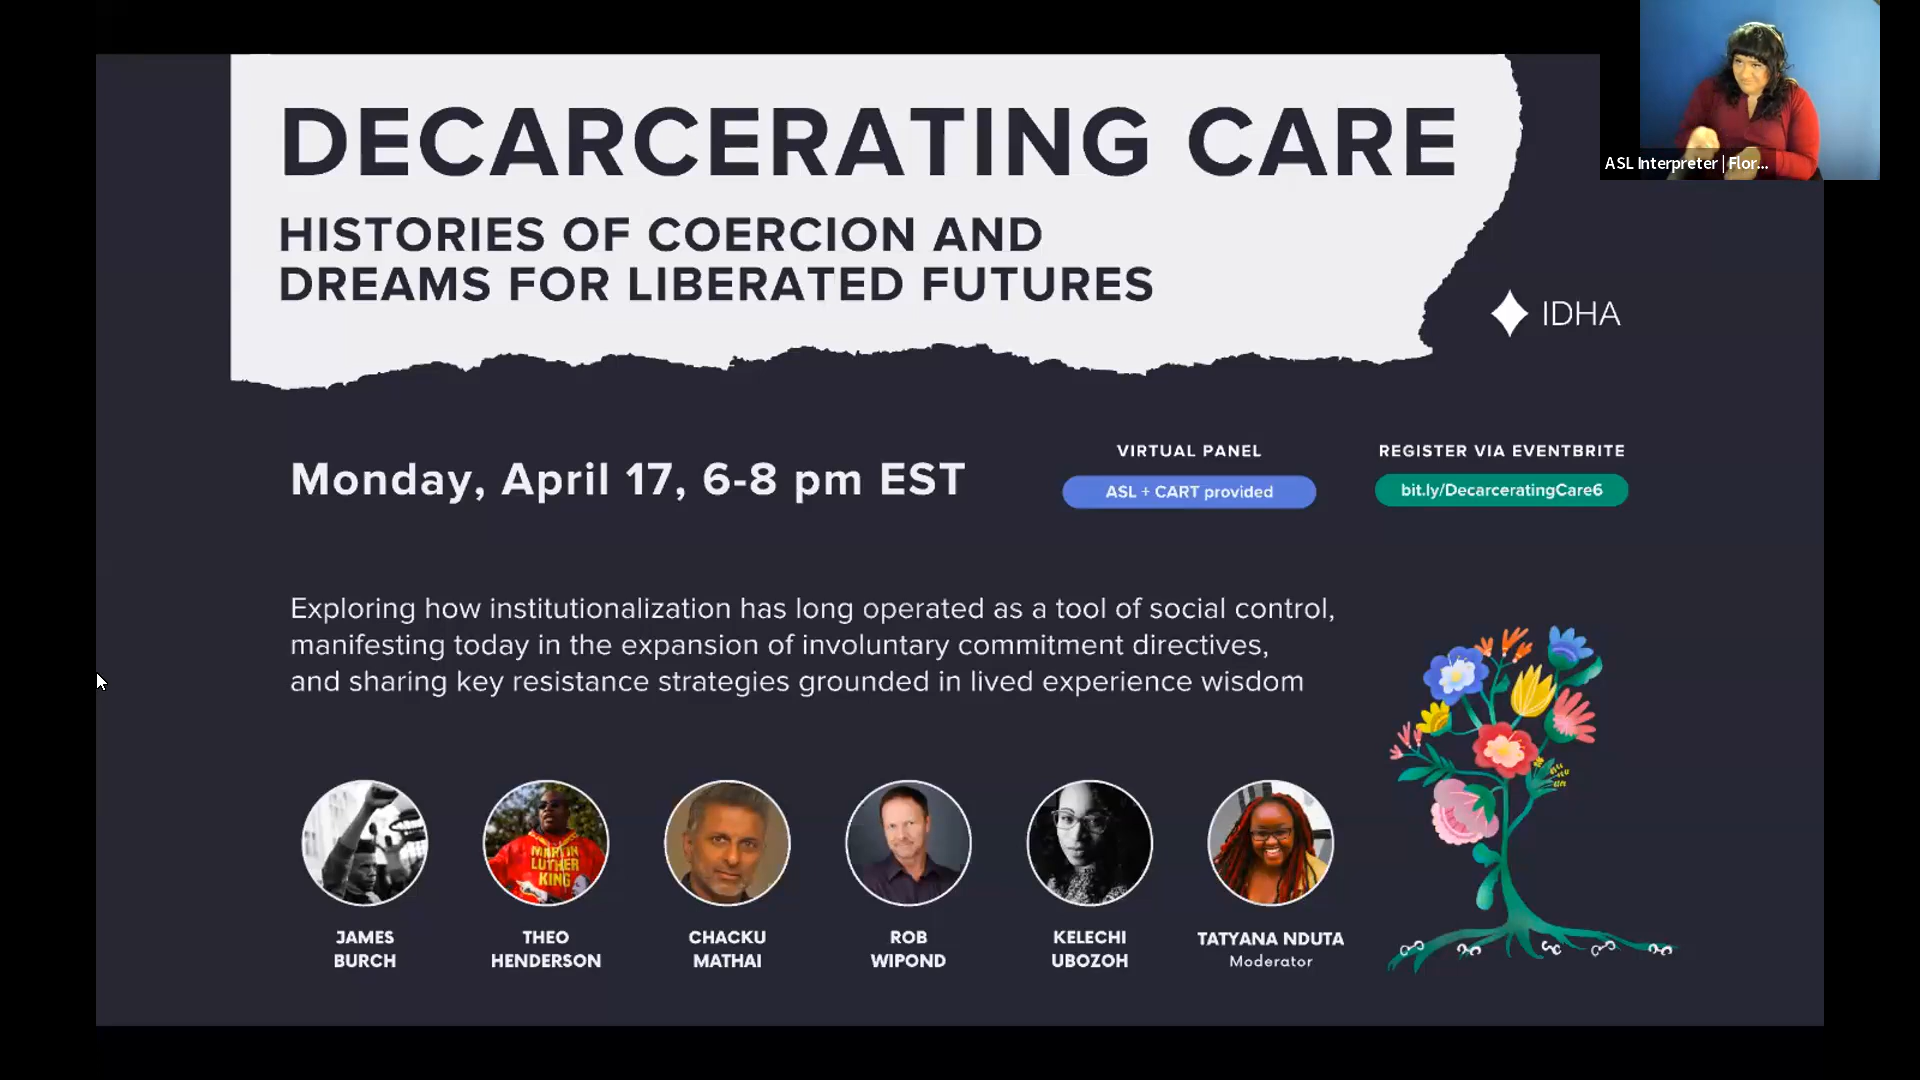 DECARCERATING CARE
HISTORIES OF COERCION AND
DREAMS FOR LIBERATED FUTURES
ASL Interpreter | Flor...
IDHA
Monday, April 17, 6-8 pm EST
VIRTUAL PANEL
ASL + CART provided
REGISTER VIA EVENTBRITE
bit.ly/DecarceratingCare6
Exploring how institutionalization has long operated as a tool of social control,
manifesting today in the expansion of involuntary commitment directives,
and sharing key resistance strategies grounded in lived experience wisdom
MARTIN
LUTHER
KING
JAMES
BURCH
THEO
HENDERSON
CHACKU
MATHAI
ROB
WIPOND
KELECHI
UBOZOH
TATYANA NDUTA
Moderator